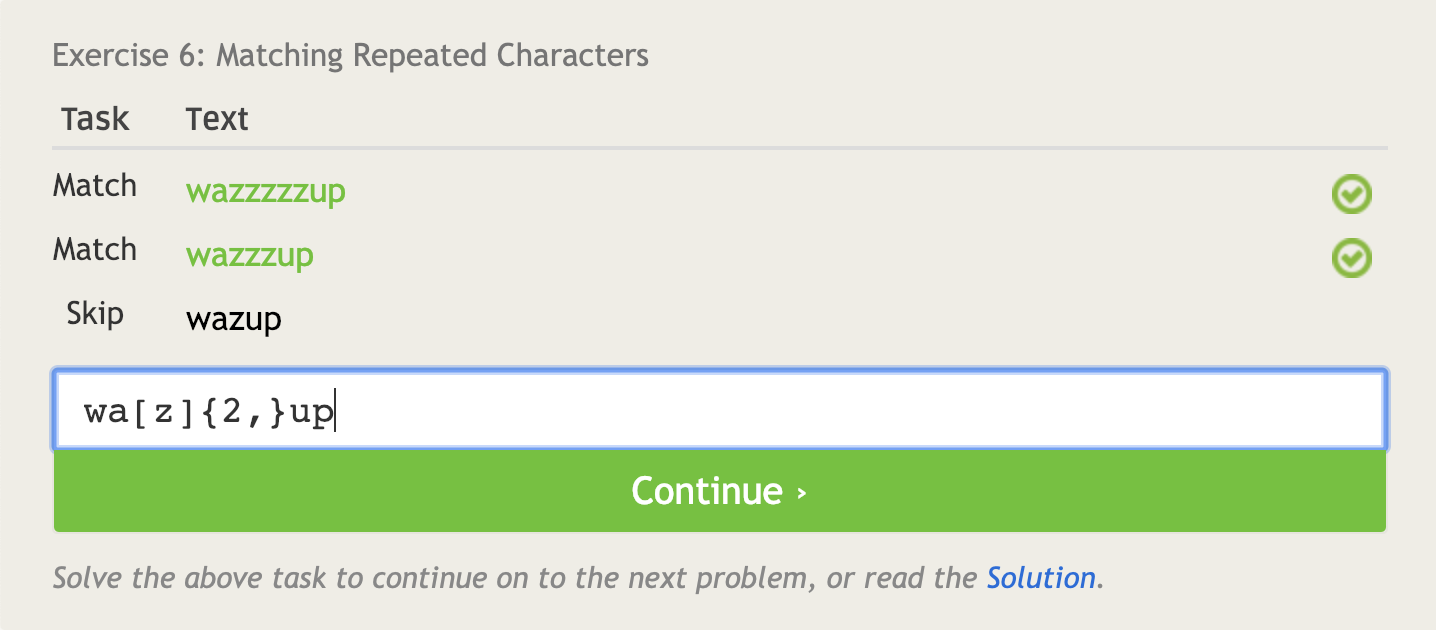 Exercise 6: Matching Repeated Characters
Task Text
Match wazzzzzup
Match wazzzup
Skip wazup
wa[z]{2,}up
Continue ›
Solve the above task to continue on to the next problem, or read the Solution.